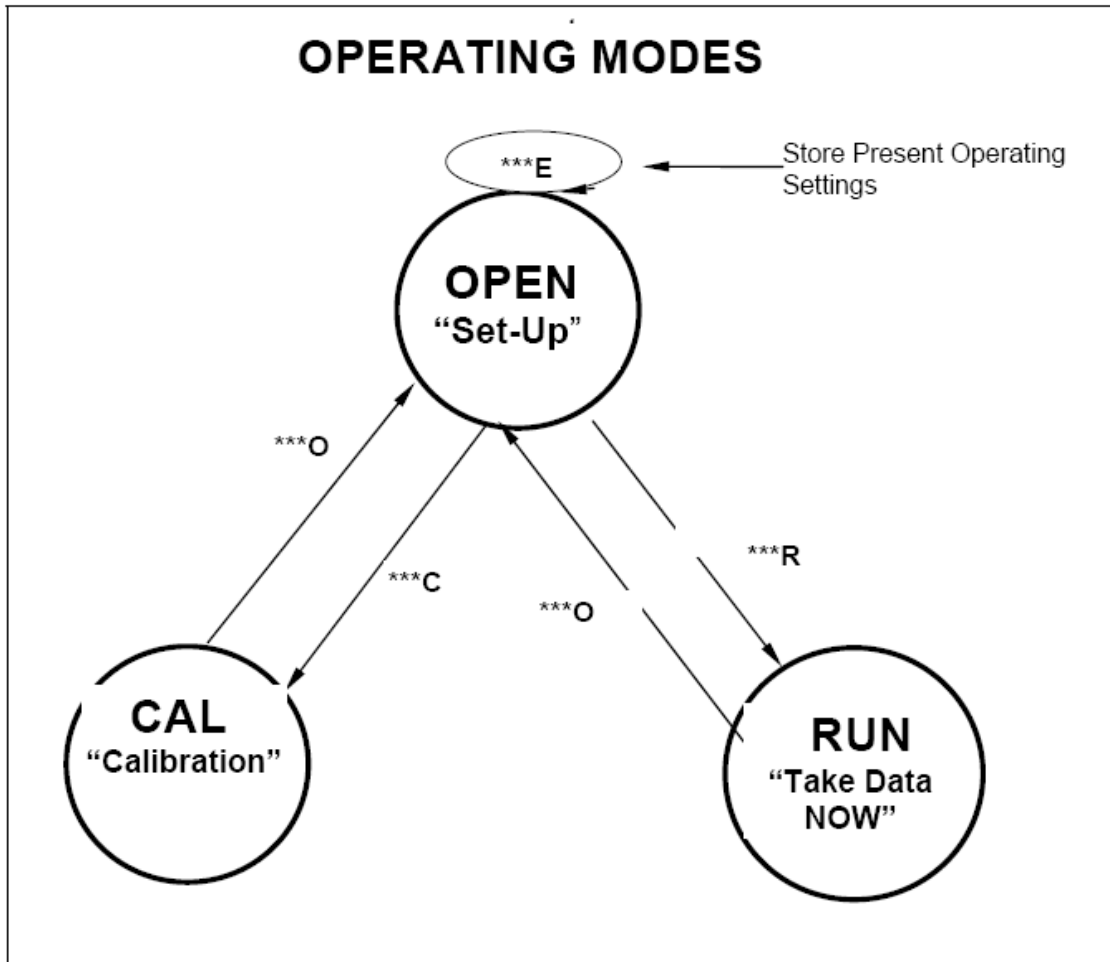 OPERATING MODES
***E
Store Present Operating
Settings
OPEN
“Set-Up”
***O
***C
***O
***R
CAL
“Calibration”
RUN
“Take Data
NOW”